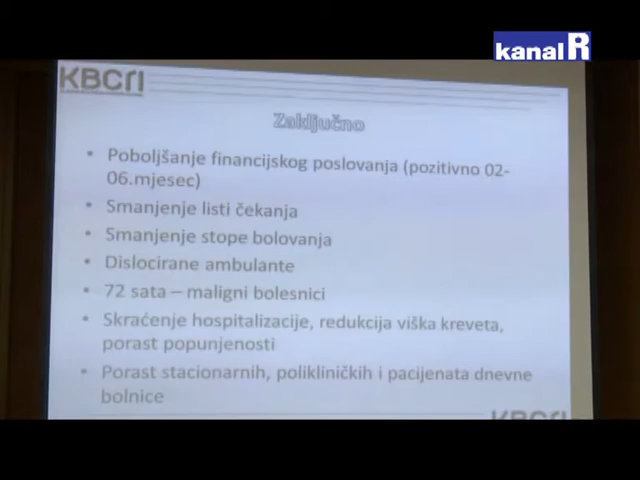 kanal R
KBCRI
Zaključno
• Poboljšanje financijskog poslovanja (pozitivno 02-
06.mjesec)
• Smanjenje listi čekanja
• Smanjenje stope bolovanja
• Dislocirane ambulante
• 72 sata – maligni bolesnici
• Skraćenje hospitalizacije, redukcija viška kreveta,
porast popunjenosti
• Porast stacionarnih, polikliničkih i pacijenata dnevne
bolnice
KBCRI